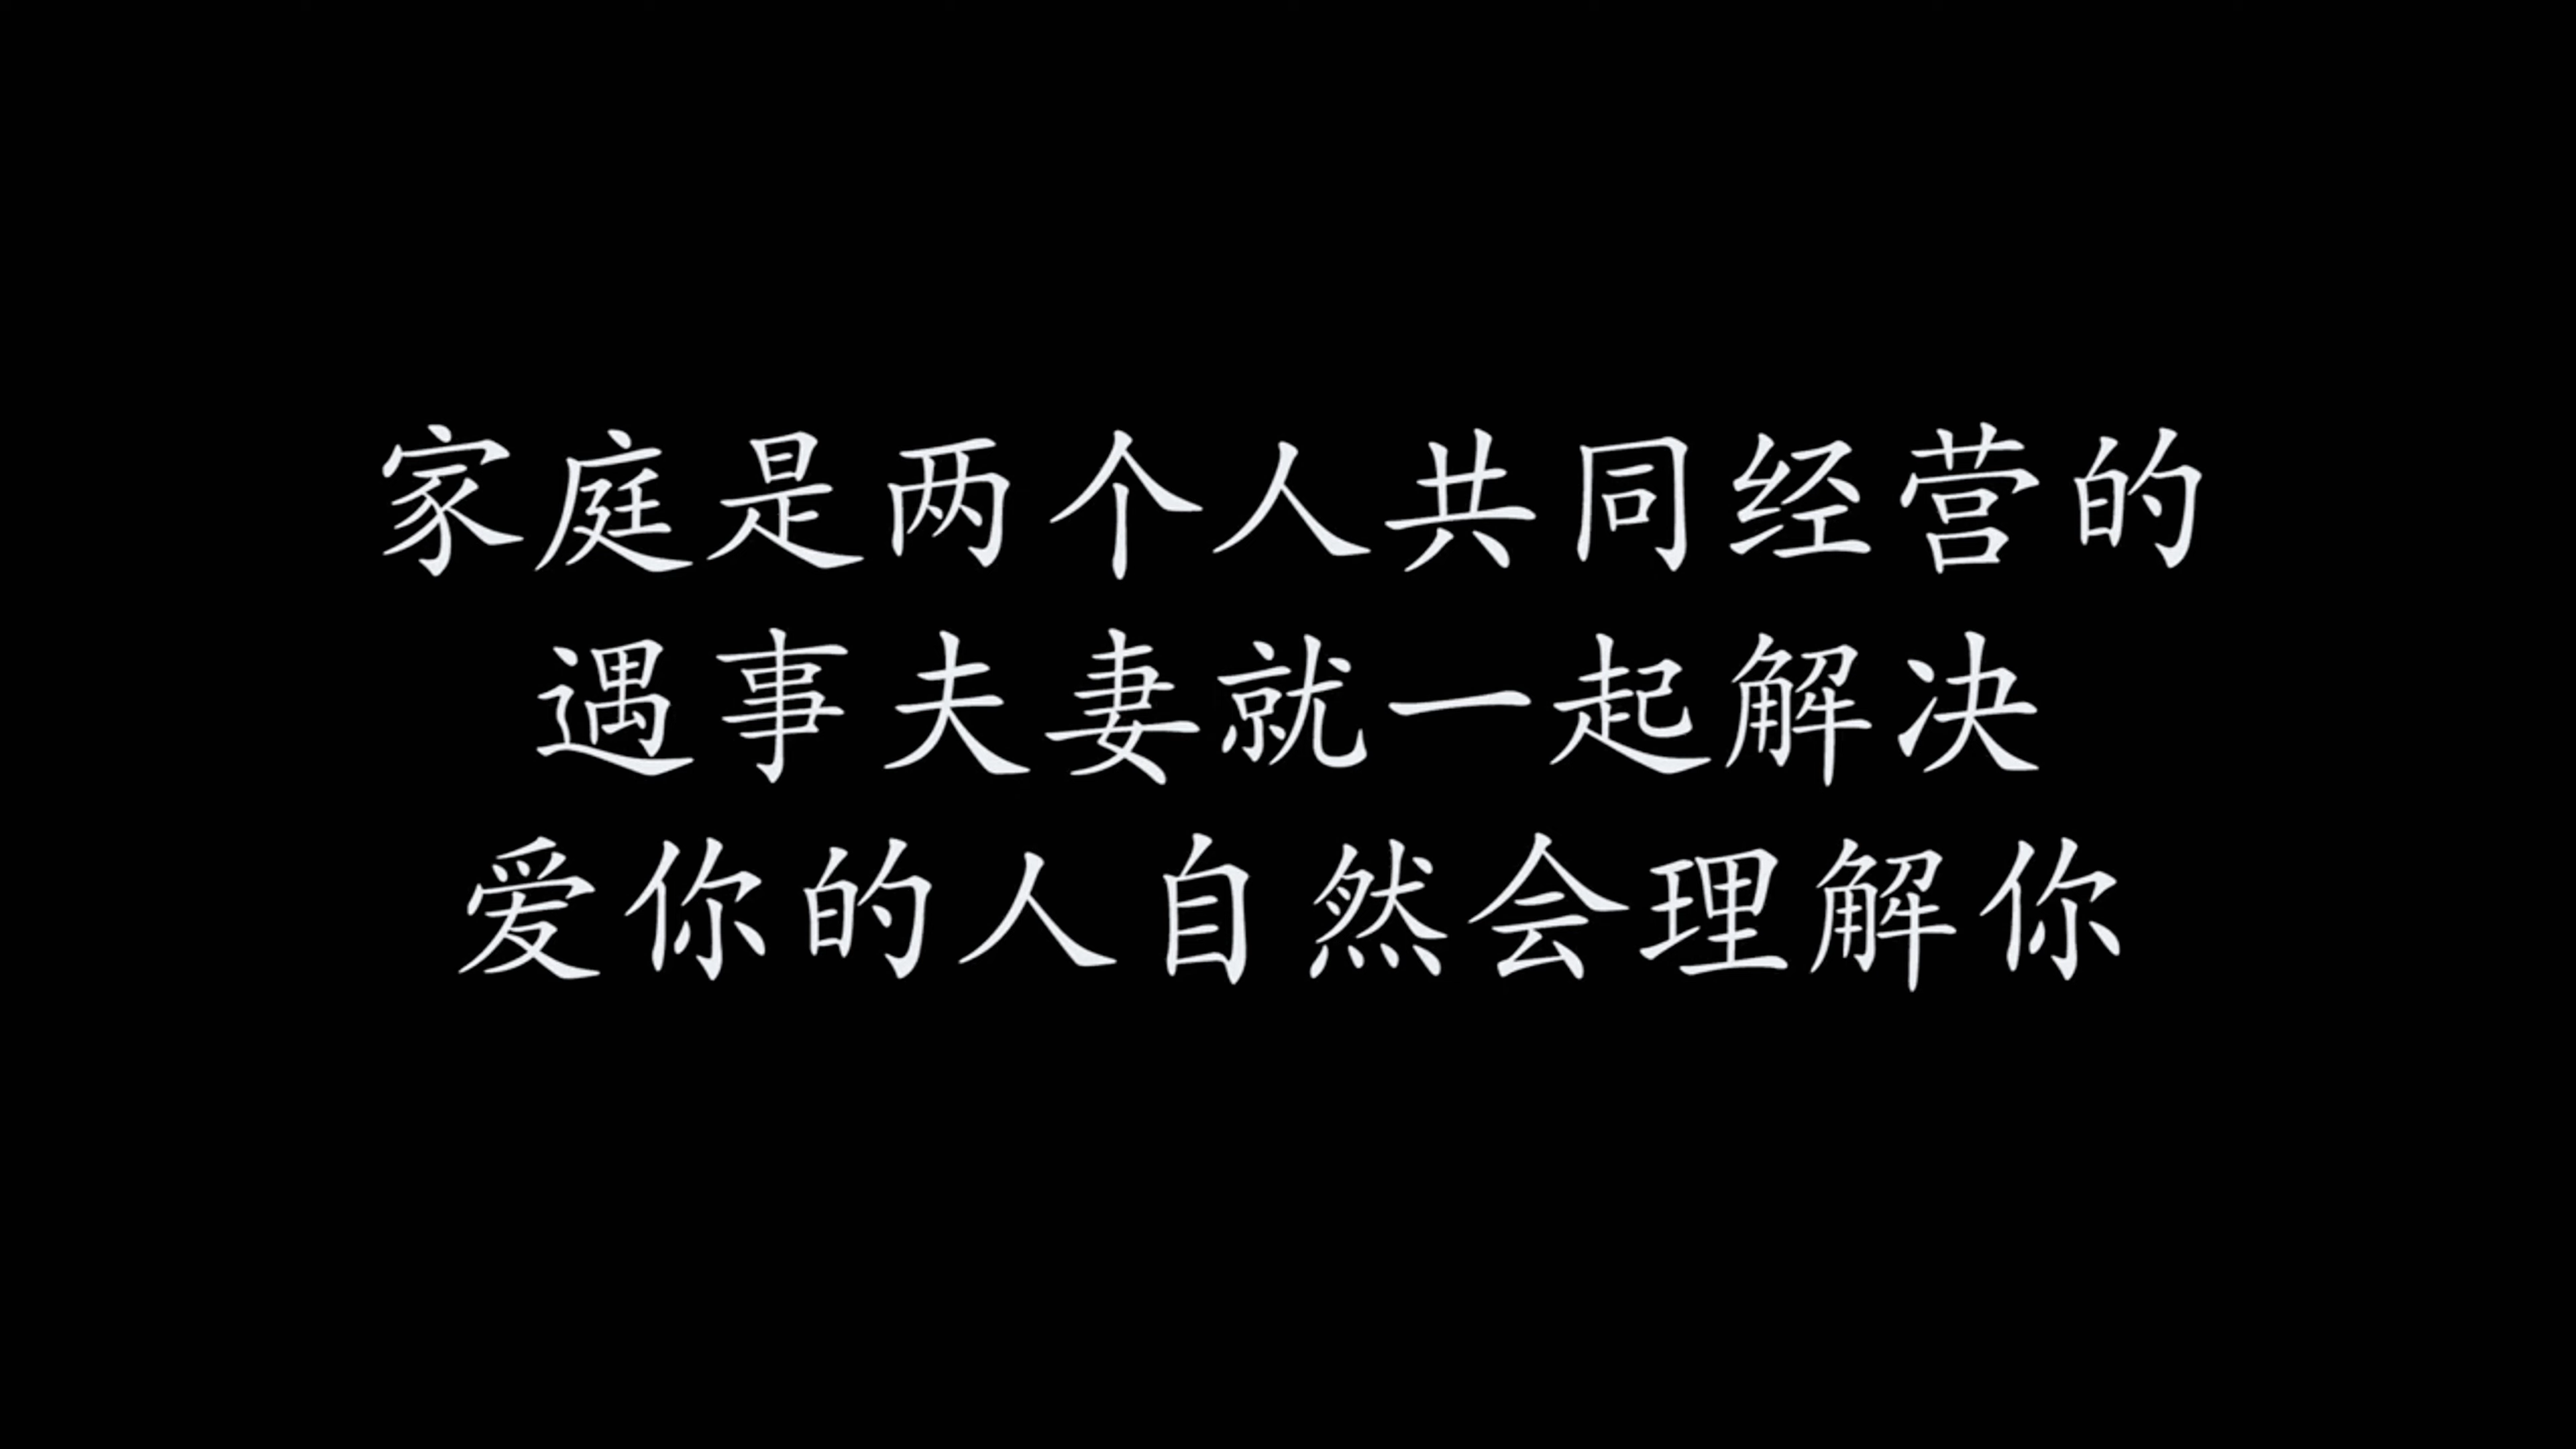 家庭是两个人共同经营的
遇事夫妻就一起解决
爱你的人自然会理解你